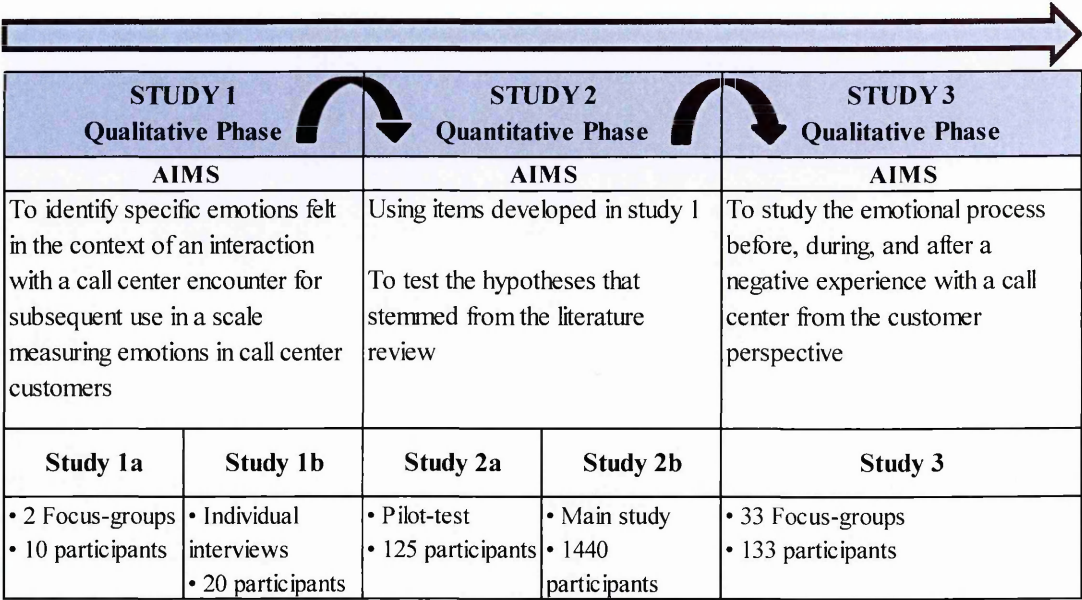 STUDY 1
Qualitative Phase
STUDY 2
Quantitative Phase
STUDY 3
Qualitative Phase
AIMS
AIMS
AIMS
To identify specific emotions felt
in the context of an interaction
with a call center encounter for
subsequent use in a scale
measuring emotions in call center
customers
Using items developed in study 1
To test the hypotheses that
stemmed from the literature
review
To study the emotional process
before, during, and after a
negative experience with a call
center from the customer
perspective
Study 1a
Study 1b
Study 2a
Study 2b
Study 3
• 2 Focus-groups
• 10 participants
• Individual
interviews
• 20 participants
• Pilot-test
• 125 participants
• Main study
• 1440
participants
• 33 Focus-groups
• 133 participants